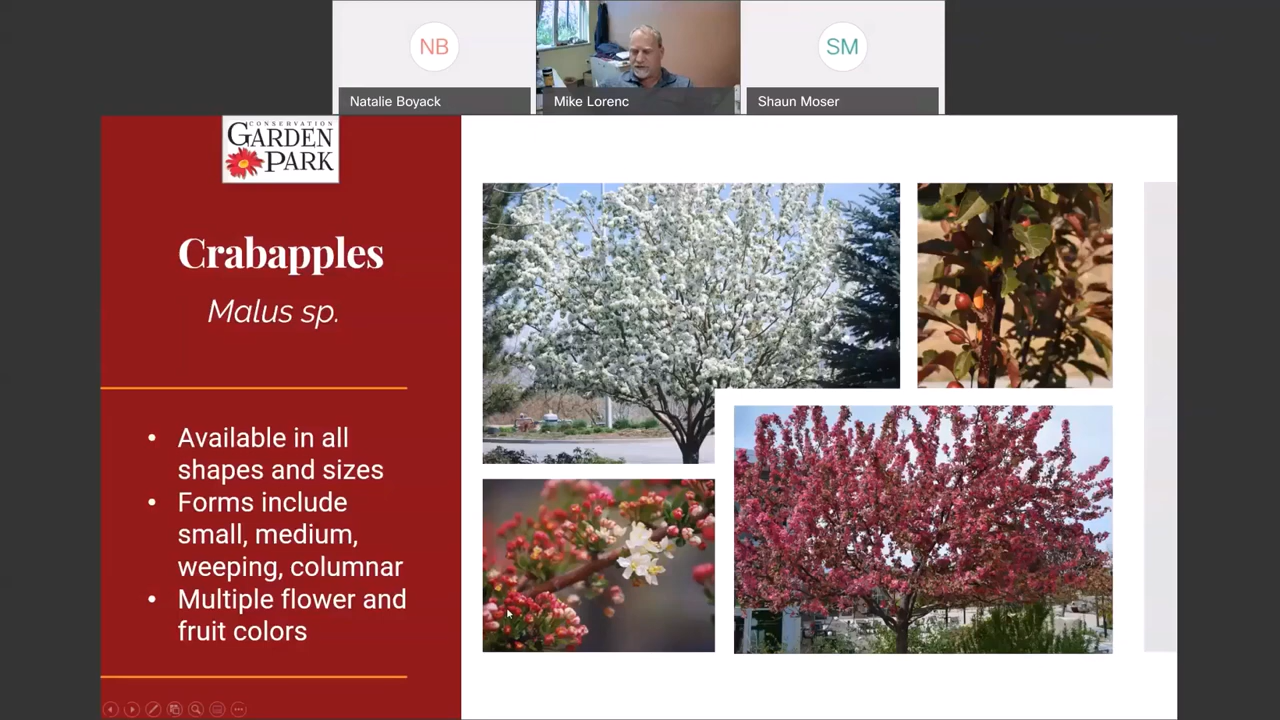 NB
SM
Natalie Boyack
Mike Lorenc
Shaun Moser
CONSERVATION
GARDEN
PARK
Crabapples
Malus sp.
• Available in all
shapes and sizes
• Forms include
small, medium,
weeping, columnar
• Multiple flower and
fruit colors